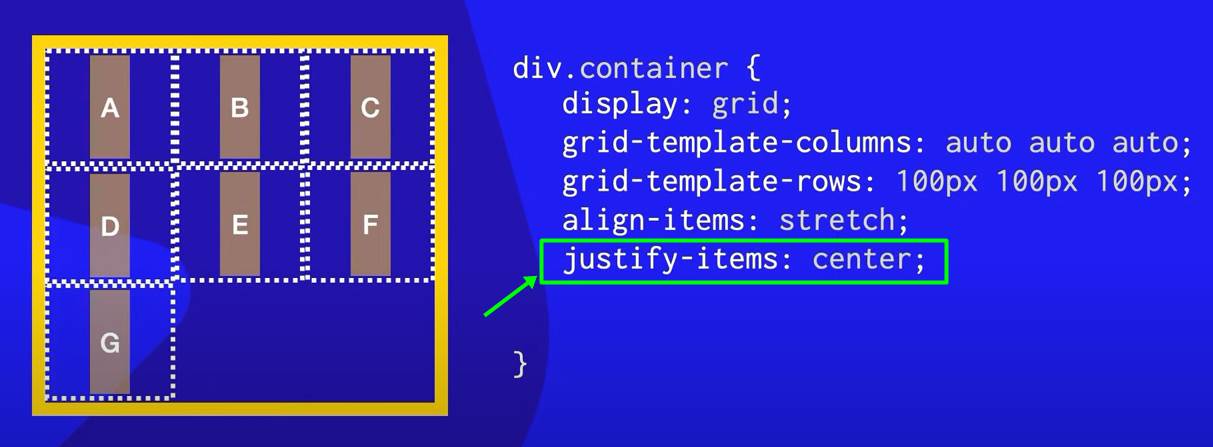 A B C
D E F
G
div.container {
display: grid;
grid-template-columns: auto auto auto;
grid-template-rows: 100px 100px 100px;
align-items: stretch;
justify-items: center;
}